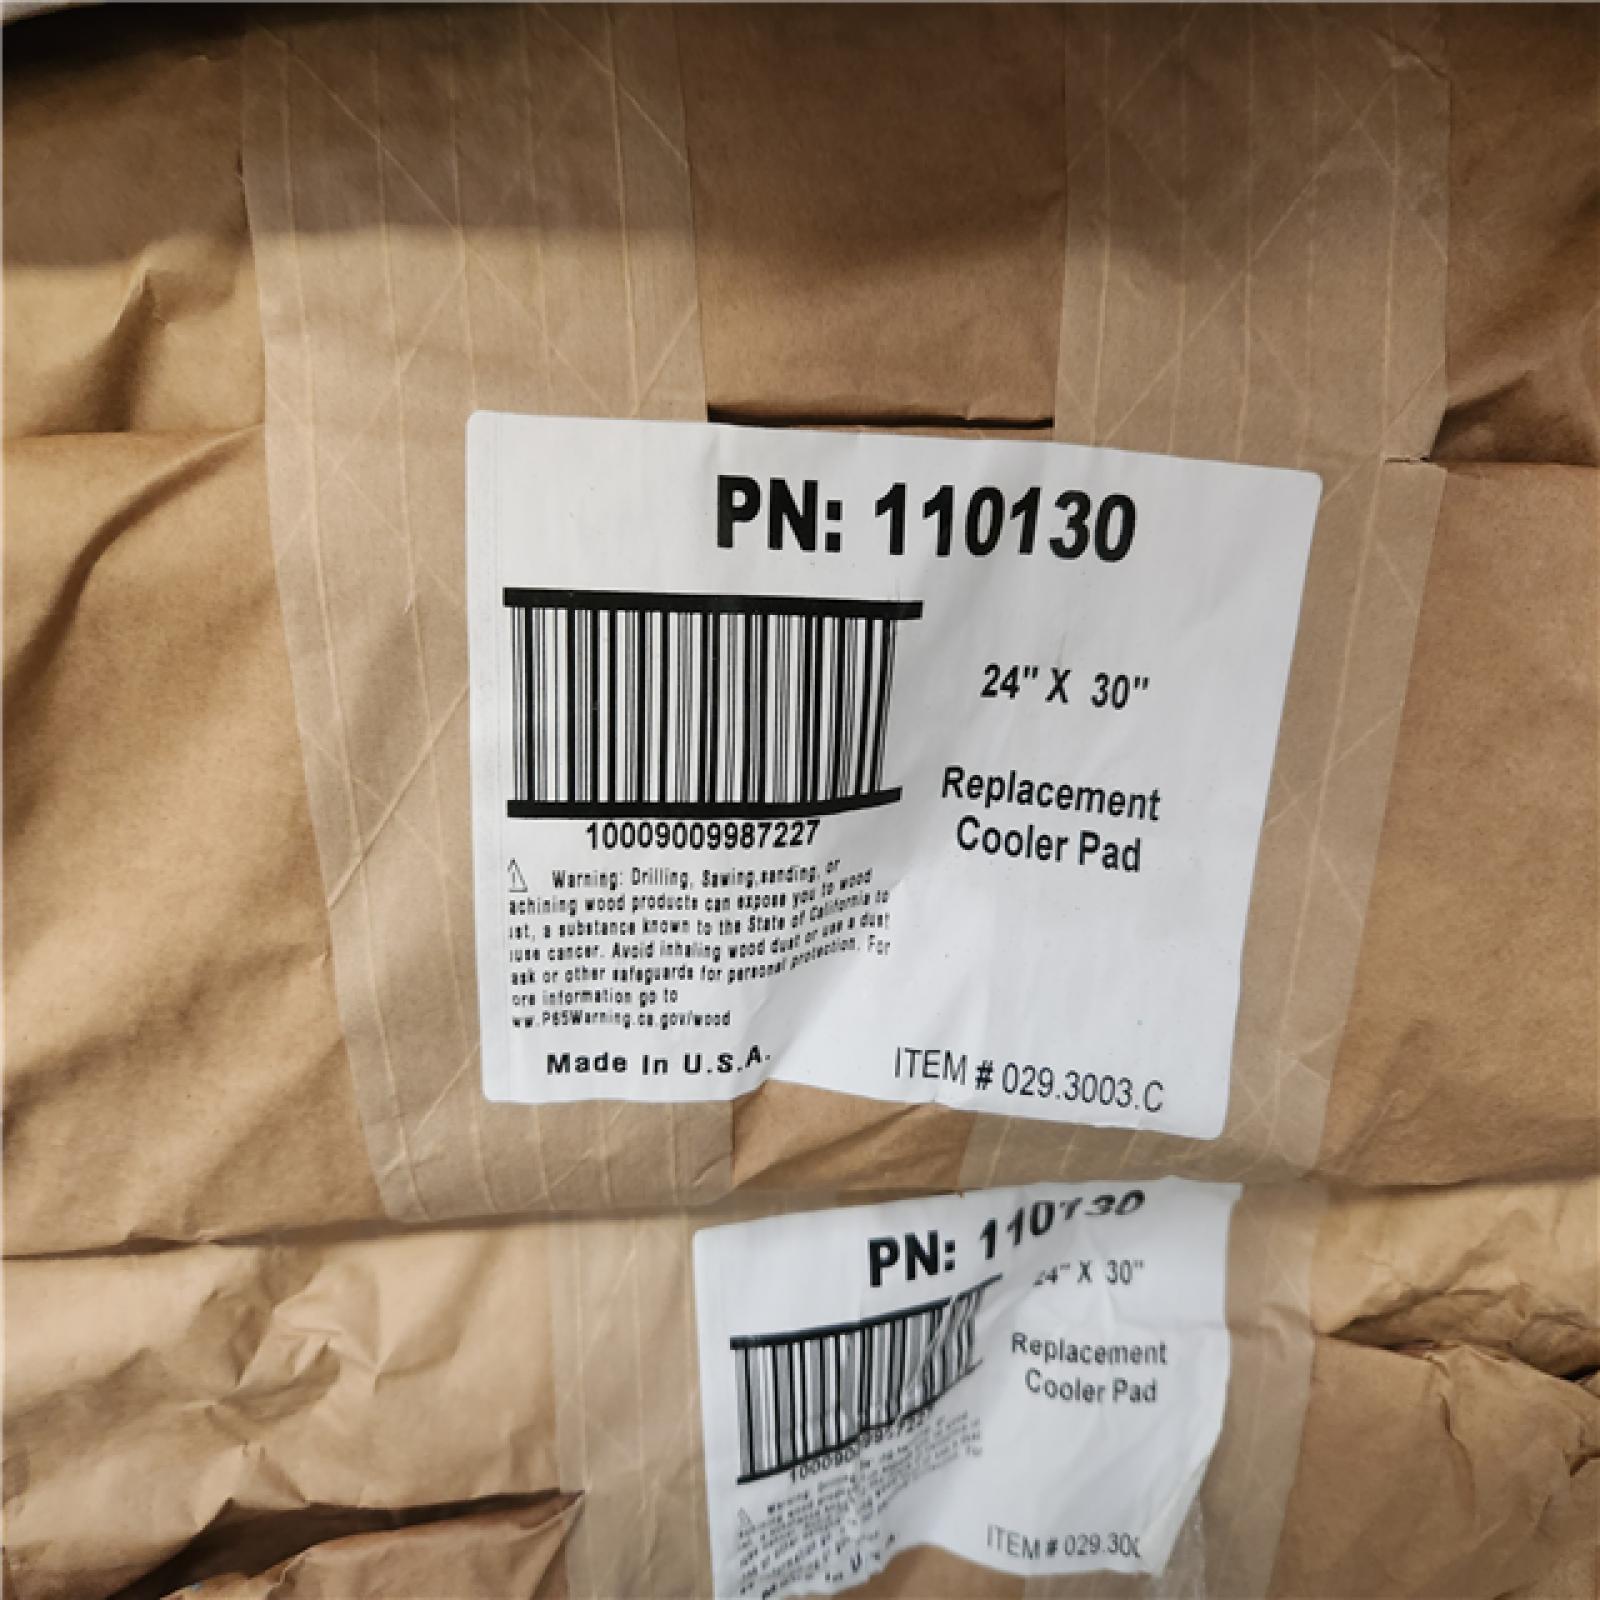 PN: 110130
24" X 30"
Replacement
Cooler Pad
10009009987227
Warning: Drilling, Sawing,sanding, or
achining wood products can expose you to wood
ust, a substance known to the State of California to
use cancer. Avoid inhaling wood dust or use a dust
ask or other safeguards for personal protection. For
ore information go to
ww.P65Warning.ca.gov/wood
Made In U.S.A.
ITEM # 029.3003.C
PN: 110130
24" X 30"
Replacement
Cooler Pad
ITEM # 029.300